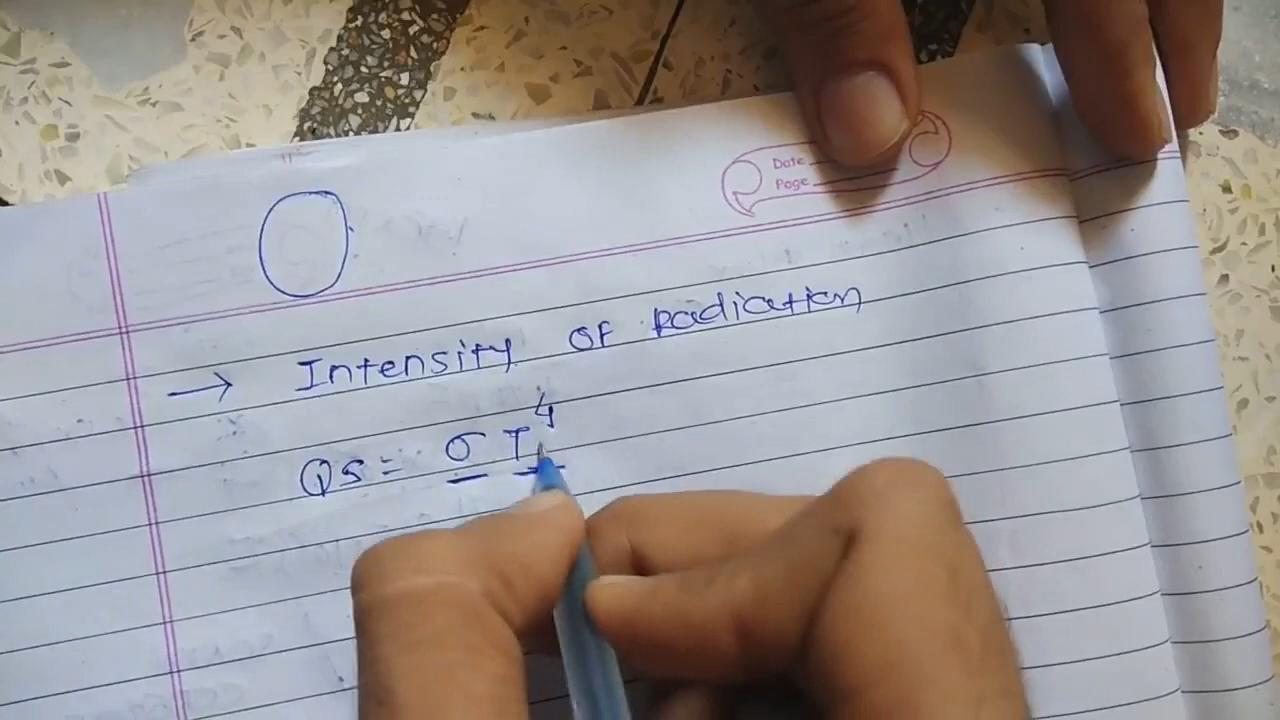 Date
Page
→ Intensity of Radiation
Qs = σ T⁴